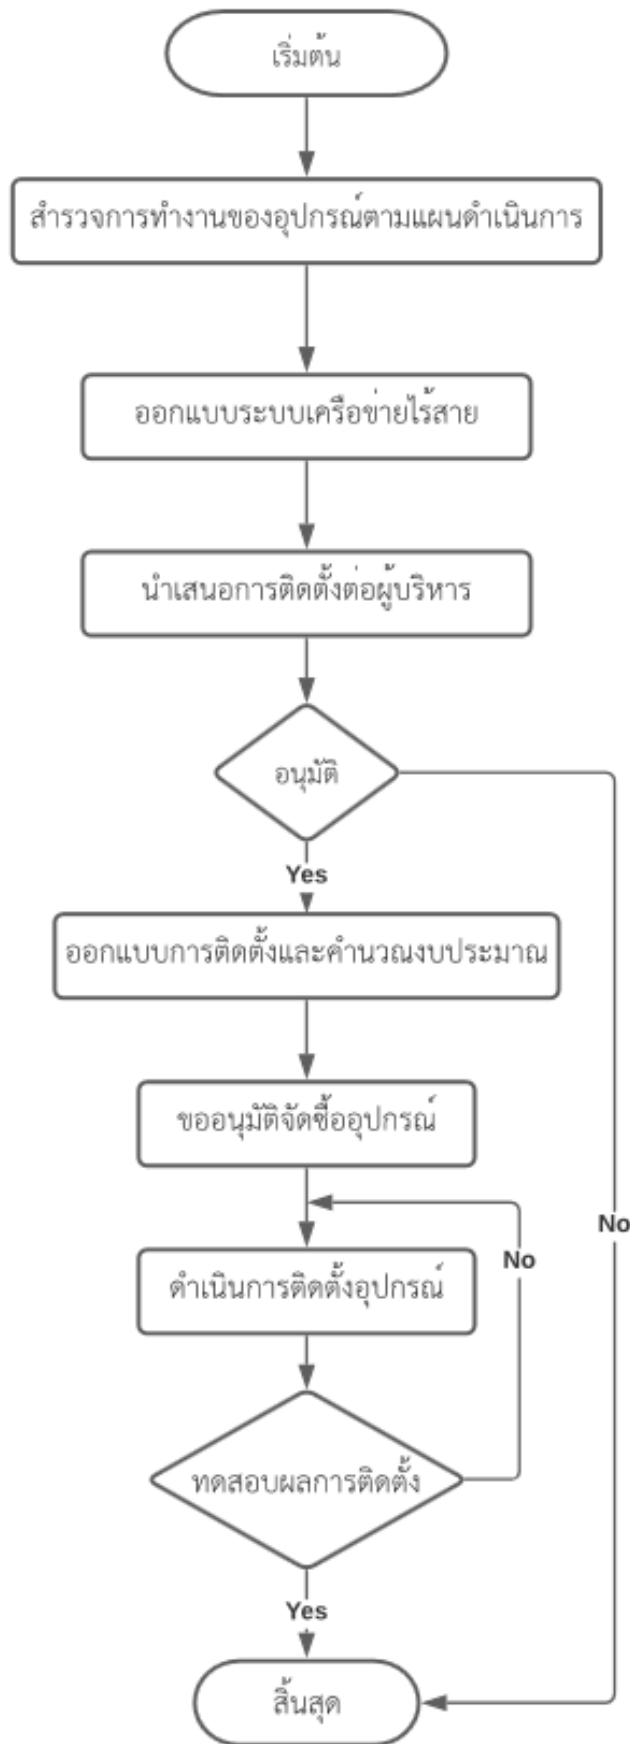 เริ่มต้น
สำรวจการทำงานของอุปกรณ์ตามแผนดำเนินการ
ออกแบบระบบเครือข่ายไร้สาย
นำเสนอการติดตั้งต่อผู้บริหาร
อนุมัติ
Yes
ออกแบบการติดตั้งและคำนวณงบประมาณ
ขออนุมัติจัดซื้ออุปกรณ์
No
No
ดำเนินการติดตั้งอุปกรณ์
ทดสอบผลการติดตั้ง
Yes
สิ้นสุด